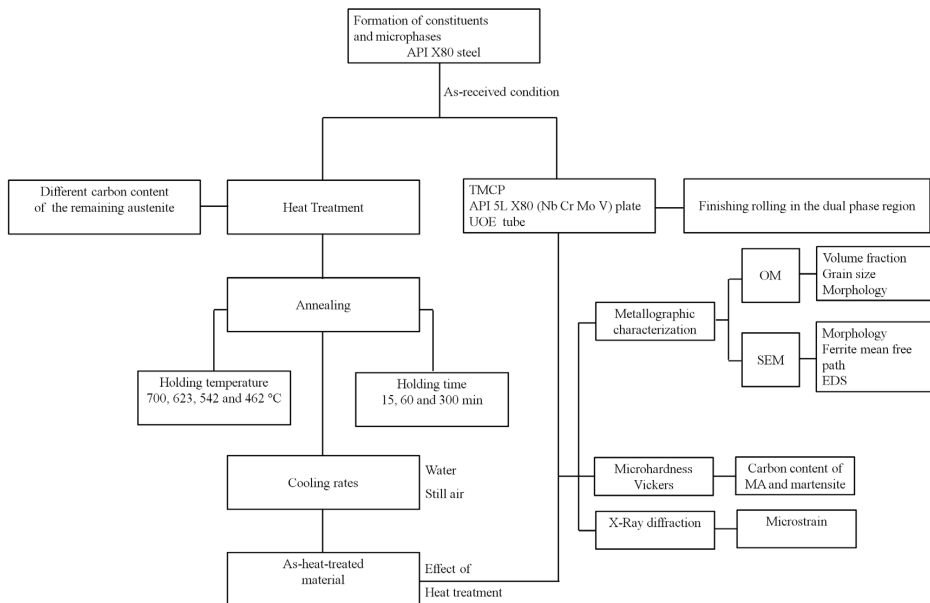 Formation of constituents
and microphases
API X80 steel
As-received condition
Different carbon content
of the remaining austenite
Heat Treatment
TMCP
API 5L X80 (Nb Cr Mo V) plate
UOE tube
Finishing rolling in the dual phase region
Annealing
Holding temperature
700, 623, 542 and 462 °C
Holding time
15, 60 and 300 min
Cooling rates
Water
Still air
As-heat-treated
material
Effect of
Heat treatment
Metallographic
characterization
OM
Volume fraction
Grain size
Morphology
SEM
Morphology
Ferrite mean free
path
EDS
Microhardness
Vickers
Carbon content of
MA and martensite
X-Ray diffraction
Microstrain